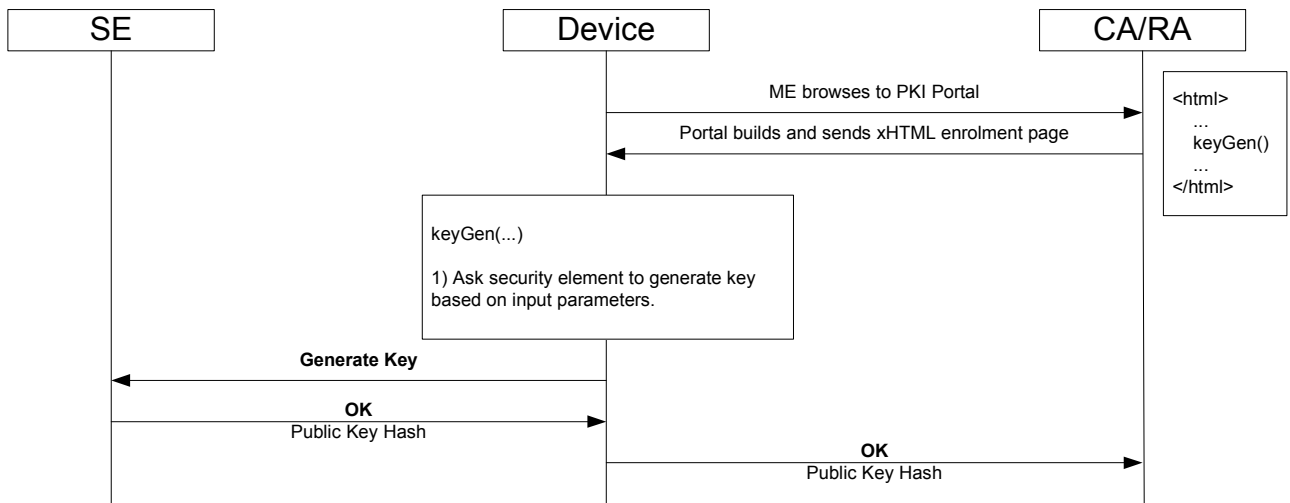 SE
Device
CA/RA
ME browses to PKI Portal
<html>
...
keyGen()
...
</html>
Portal builds and sends xHTML enrolment page
keyGen(...)
1) Ask security element to generate key
based on input parameters.
Generate Key
OK
Public Key Hash
OK
Public Key Hash